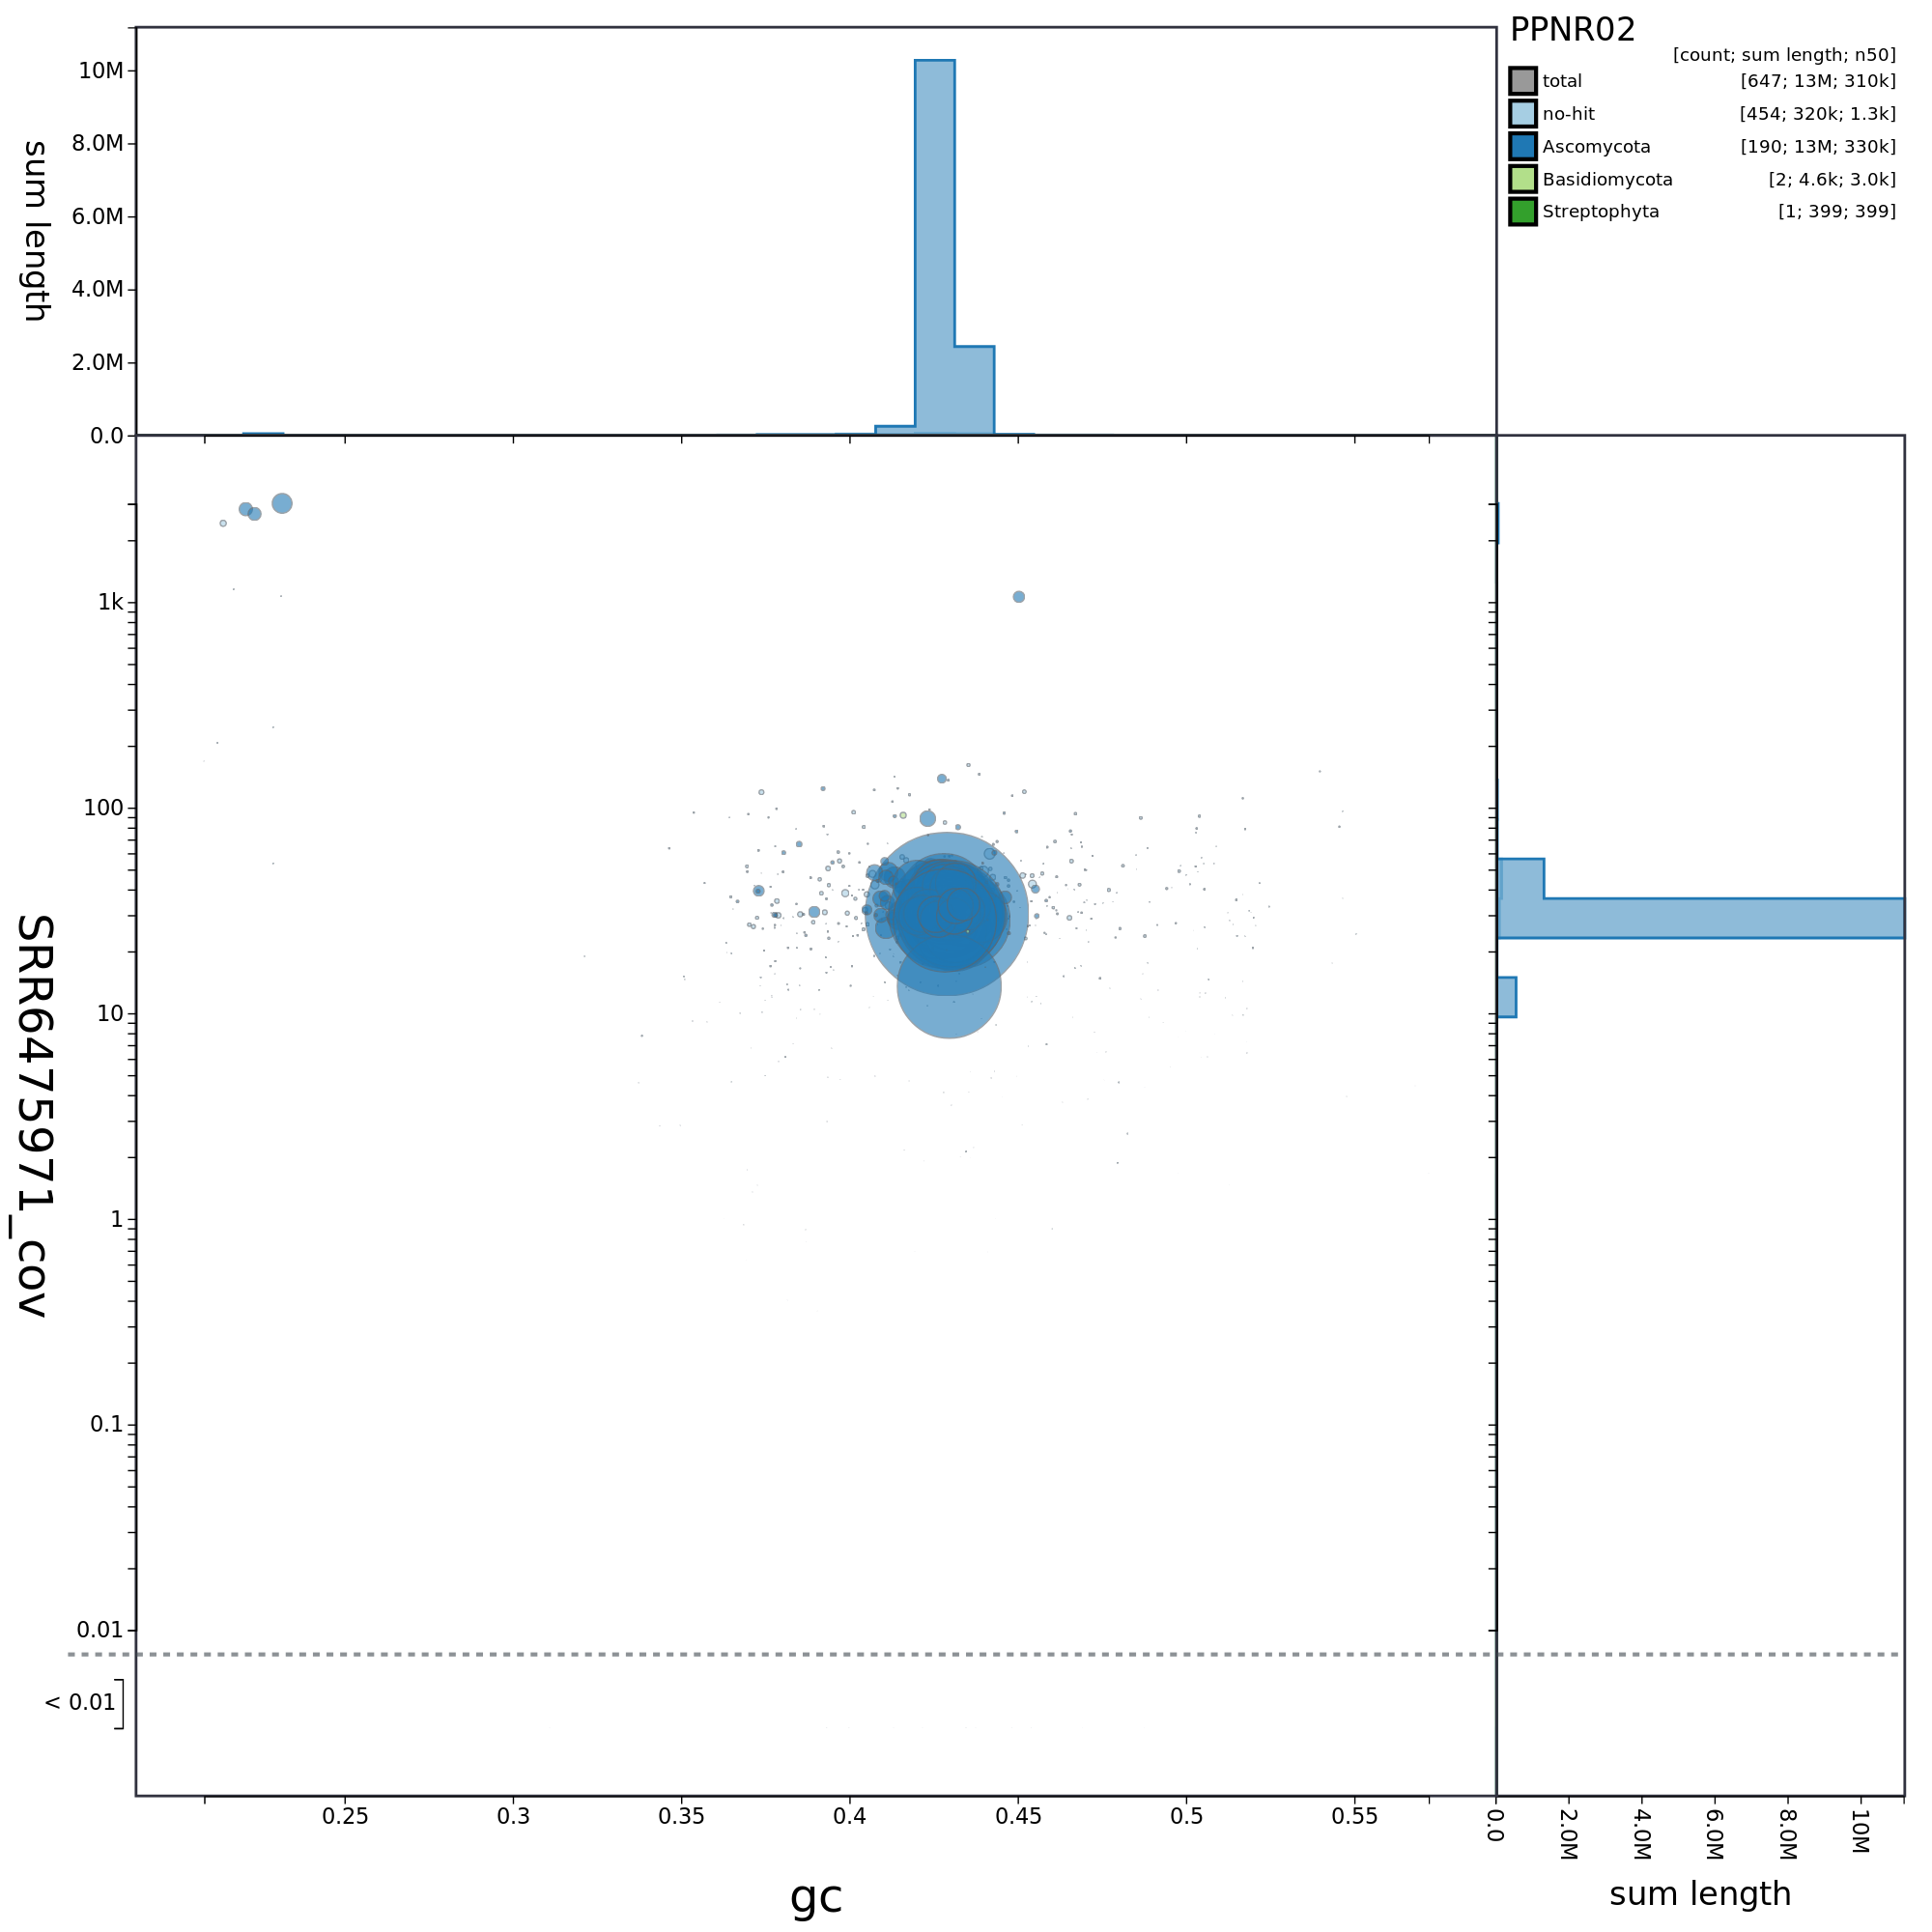 PPNR02
[count; sum length; n50]
total [647; 13M; 310k]
no-hit [454; 320k; 1.3k]
Ascomycota [190; 13M; 330k]
Basidiomycota [2; 4.6k; 3.0k]
Streptophyta [1; 399; 399]
sum length
10M
8.0M
6.0M
4.0M
2.0M
0.0
SRR6475971_cov
1k
100
10
1
0.1
0.01
< 0.01
0.25 0.3 0.35 0.4 0.45 0.5 0.55
gc
0.0 2.0M 4.0M 6.0M 8.0M 10M
sum length